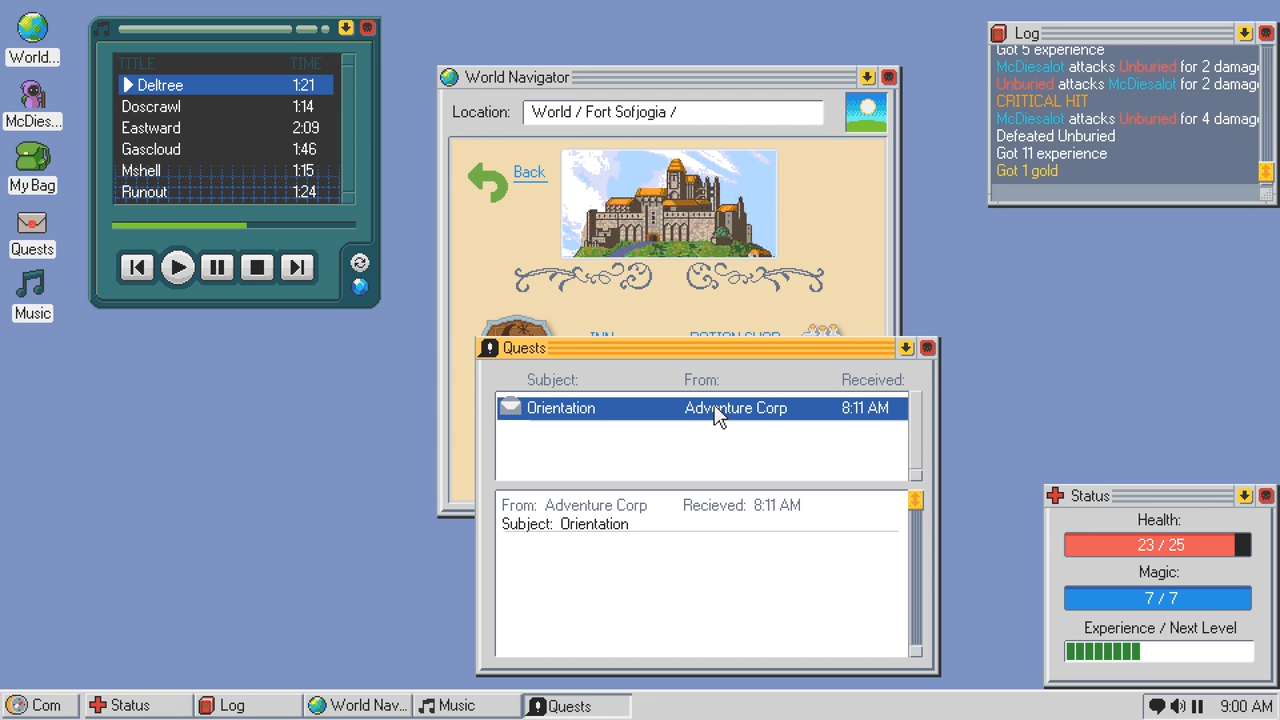 World...
McDies...
My Bag
Quests
Music
TITLE TIME
Deltree 1:21
Doscrawl 1:14
Eastward 2:09
Gascloud 1:46
Mshell 1:15
Runout 1:24
World Navigator
Location: World / Fort Sofjogia /
Back
INN POTION SHOP
Quests
Subject: From: Received:
Orientation Adventure Corp 8:11 AM
From: Adventure Corp Recieved: 8:11 AM
Subject: Orientation
Log
Got 5 experience
McDiesalot attacks Unburied for 2 damag
Unburied attacks McDiesalot for 2 damag
CRITICAL HIT
McDiesalot attacks Unburied for 4 damag
Defeated Unburied
Got 11 experience
Got 1 gold
Status
Health:
23 / 25
Magic:
7 / 7
Experience / Next Level
Com Status Log World Nav... Music Quests 9:00 AM